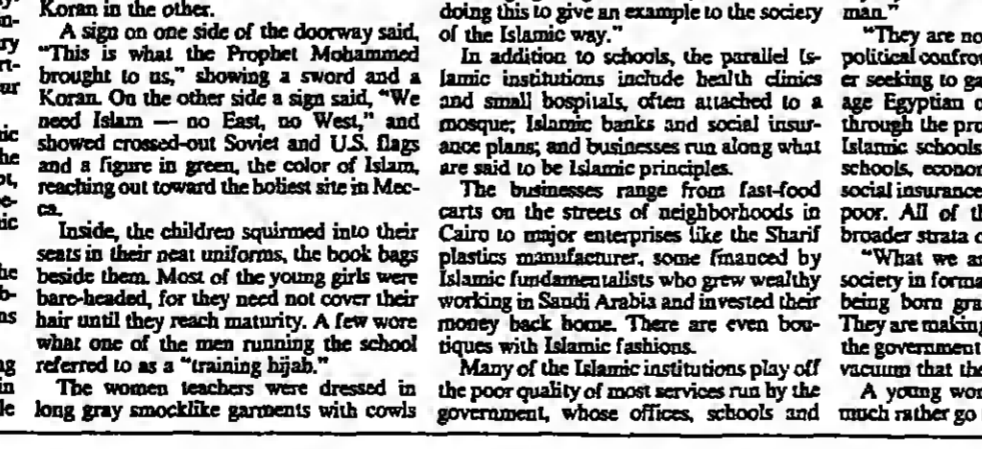 Koran in the other.
A sign on one side of the doorway said,
"This is what the Prophet Mohammed
brought to us," showing a sword and a
Koran. On the other side a sign said, "We
need Islam — no East, no West," and
showed crossed-out Soviet and U.S. flags
and a figure in green, the color of Islam,
reaching out toward the holiest site in Mec-
ca.
Inside, the children squirmed into their
seats in their neat uniforms, the book bags
beside them. Most of the young girls were
bare-headed, for they need not cover their
hair until they reach maturity. A few wore
what one of the men running the school
referred to as a "training hijab."
The women teachers were dressed in
long gray smocklike garments with cowls
doing this to give an example to the society
of the Islamic way."
In addition to schools, the parallel Is-
lamic institutions include health clinics
and small hospitals, often attached to a
mosque; Islamic banks and social insur-
ance plans; and businesses run along what
are said to be Islamic principles.
The businesses range from fast-food
carts on the streets of neighborhoods in
Cairo to major enterprises like the Sharif
plastics manufacturer, some financed by
Islamic fundamentalists who grew wealthy
working in Saudi Arabia and invested their
money back home. There are even bou-
tiques with Islamic fashions.
Many of the Islamic institutions play off
the poor quality of most services run by the
government, whose offices, schools and
man."
"They are no
political confro
er seeking to ga
age Egyptian c
through the pro
Islamic schools
schools, econor
social insurance
poor. All of th
broader strata o
"What we ar
society in forma
being born gra
They are making
the government
vacuum that the
A young wor
much rather go